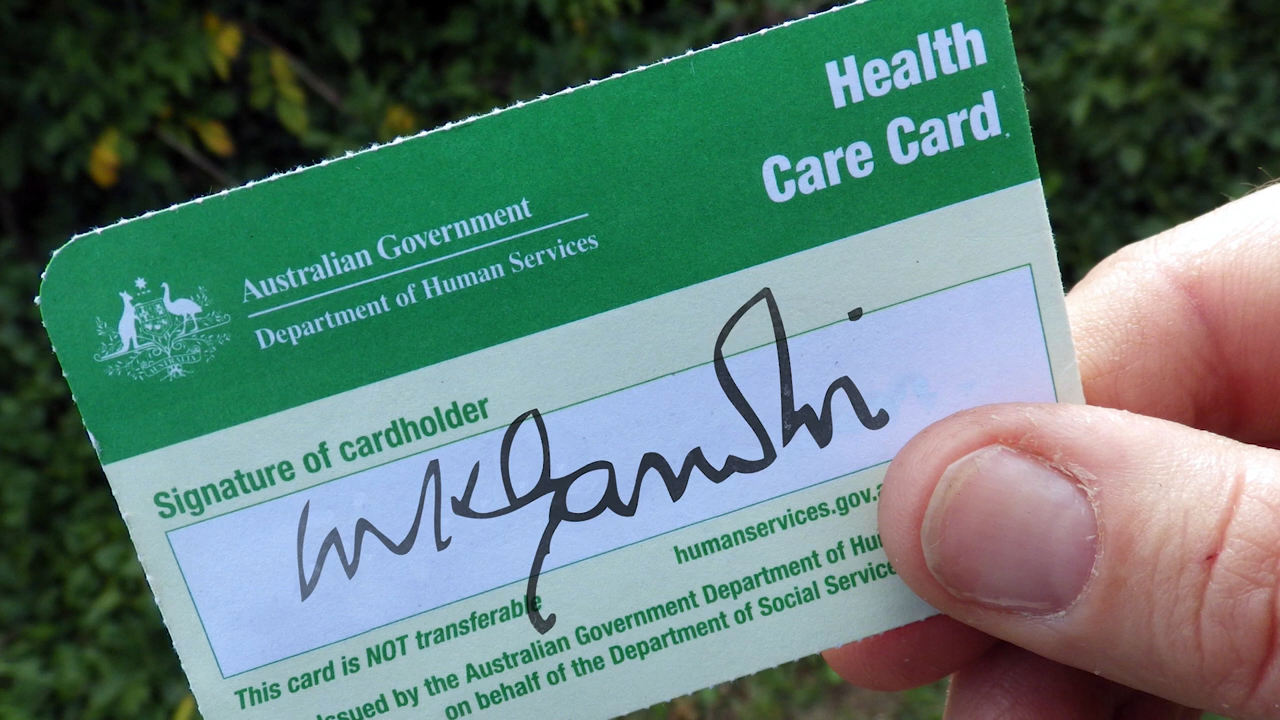 Health
Care Card
Australian Government
Department of Human Services
AUSTRALIA
Signature of cardholder
humanservices.gov.a
This card is NOT transferable
Issued by the Australian Government Department of Hu
on behalf of the Department of Social Service